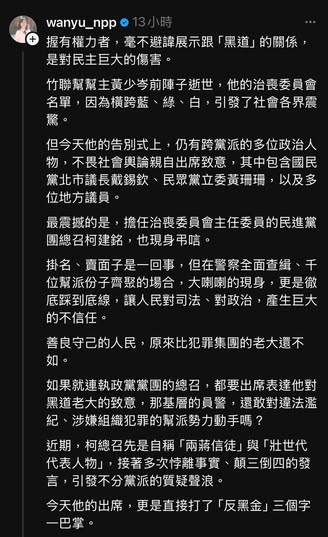 wanyu_npp 13小時
握有權力者，毫不避諱展示跟「黑道」的關係，
是對民主巨大的傷害。
竹聯幫幫主黃少岑前陣子逝世，他的治喪委員會
名單，因為橫跨藍、綠、白，引發了社會各界震
驚。
但今天他的告別式上，仍有跨黨派的多位政治人
物，不畏社會輿論親自出席致意，其中包含國民
黨北市議長戴錫欽、民眾黨立委黃珊珊，以及多
位地方議員。
最震撼的是，擔任治喪委員會主任委員的民進黨
團總召柯建銘，也現身弔唁。
掛名、賣面子是一回事，但在警察全面查緝、千
位幫派份子齊聚的場合，大喇喇的現身，更是徹
底踩到底線，讓人民對司法、對政治，產生巨大
的不信任。
善良守己的人民，原來比犯罪集團的老大還不
如。
如果就連執政黨黨團的總召，都要出席表達他對
黑道老大的致意，那基層的員警，還敢對違法濫
紀、涉嫌組織犯罪的幫派勢力動手嗎？
近期，柯總召先是自稱「兩蔣信徒」與「壯世代
代表人物」，接著多次悖離事實、顛三倒四的發
言，引發不分黨派的質疑聲浪。
今天他的出席，更是直接打了「反黑金」三個字
一巴掌。